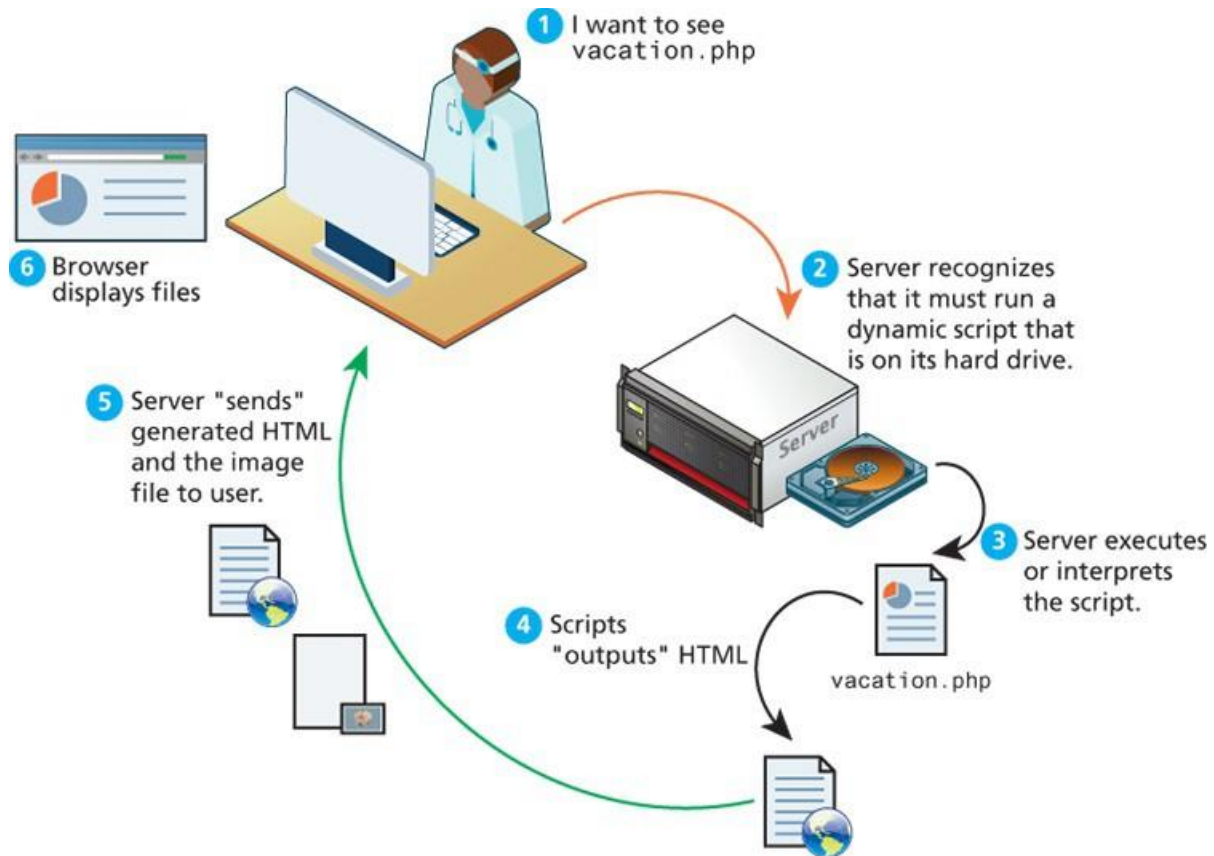 1 I want to see
vacation.php
2 Server recognizes
that it must run a
dynamic script that
is on its hard drive.
Server
3 Server executes
or interprets
the script.
vacation.php
4 Scripts
"outputs" HTML
5 Server "sends"
generated HTML
and the image
file to user.
6 Browser
displays files